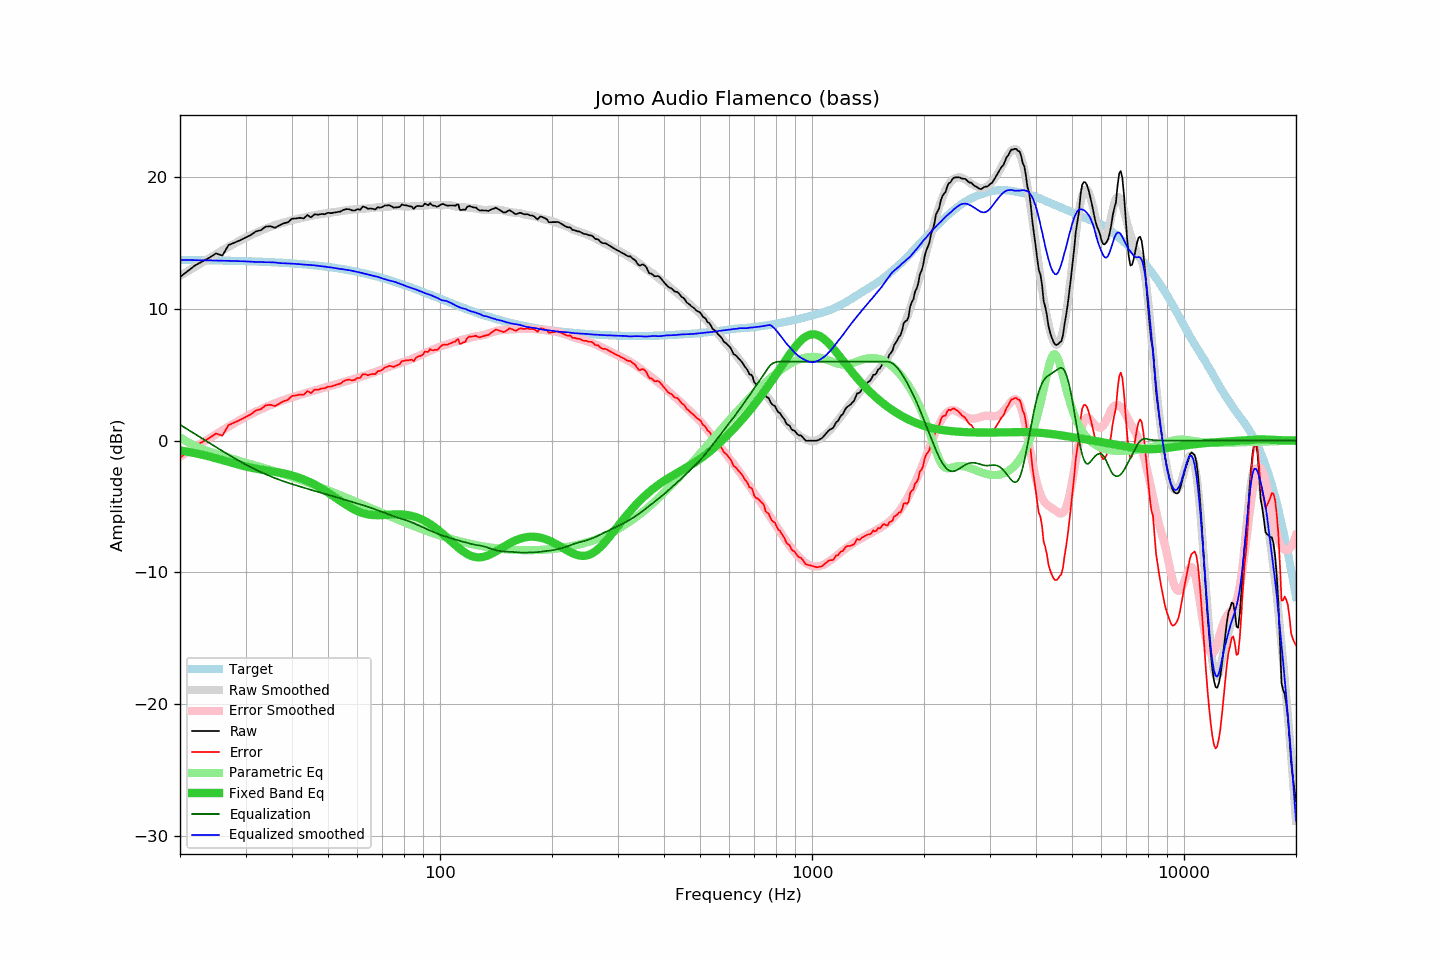 Jomo Audio Flamenco (bass)
20
10
0
−10
−20
−30
Amplitude (dBr)
Target
Raw Smoothed
Error Smoothed
Raw
Error
Parametric Eq
Fixed Band Eq
Equalization
Equalized smoothed
100
1000
10000
Frequency (Hz)